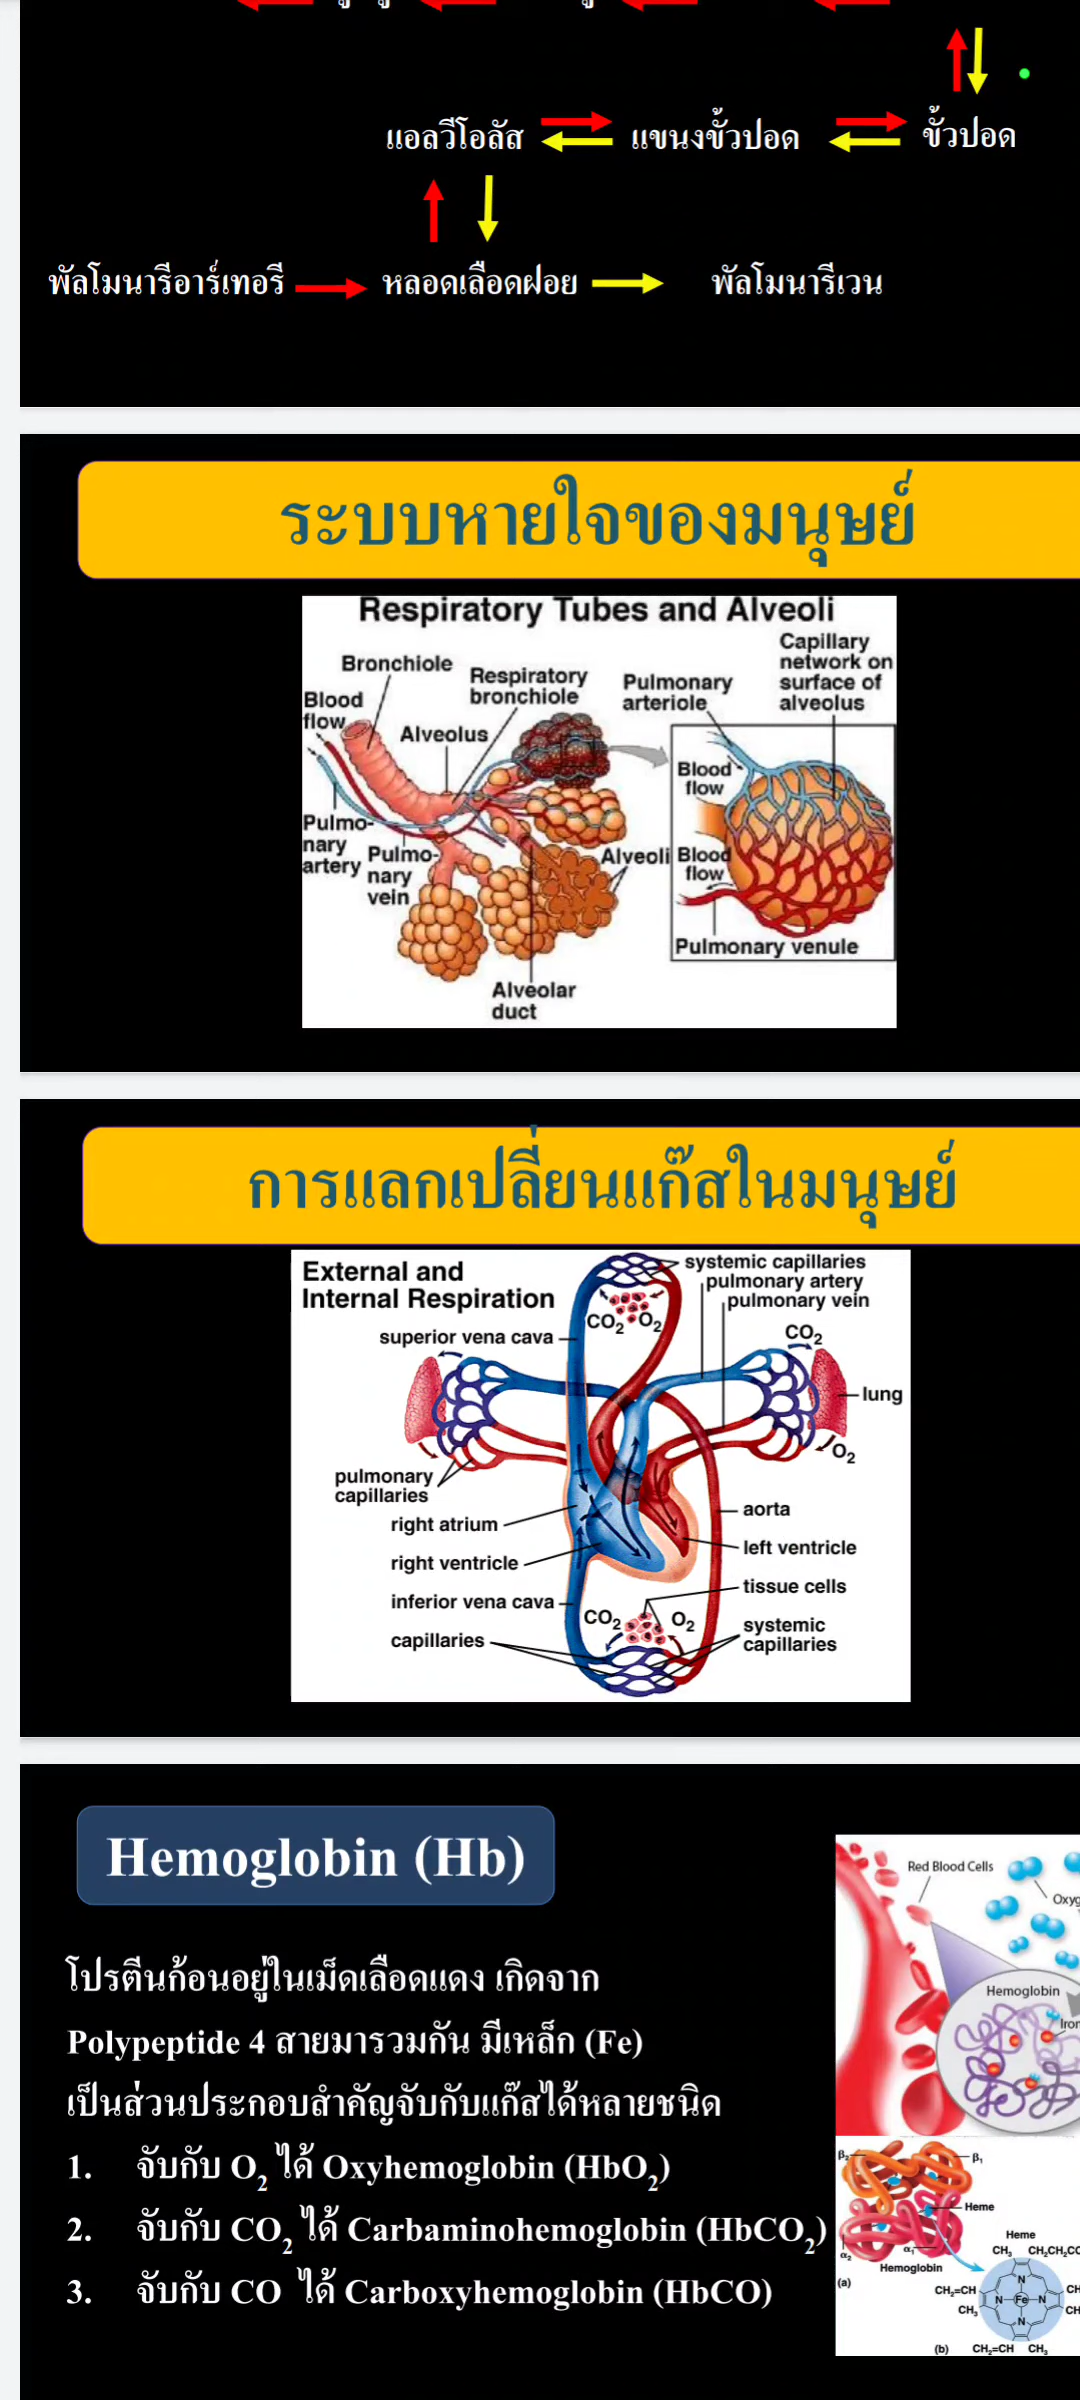 แอลวีโอลัส แขนงขั้วปอด ขั้วปอด
พัลโมนารีอาร์เทอรี หลอดเลือดฝอย พัลโมนารีเวน
ระบบหายใจของมนุษย์
Respiratory Tubes and Alveoli
Bronchiole
Respiratory
bronchiole
Blood
flow
Alveolus
Pulmonary
arteriole
Capillary
network on
surface of
alveolus
Blood
flow
Pulmo-
nary
artery
Pulmo-
nary
vein
Alveoli
Blood
flow
Pulmonary venule
Alveolar
duct
การแลกเปลี่ยนแก๊สในมนุษย์
External and
Internal Respiration
systemic capillaries
pulmonary artery
pulmonary vein
CO2 O2
superior vena cava
CO2
lung
O2
pulmonary
capillaries
right atrium
aorta
right ventricle
left ventricle
inferior vena cava
tissue cells
CO2 O2
capillaries
systemic
capillaries
Hemoglobin (Hb)
โปรตีนก้อนอยู่ในเม็ดเลือดแดง เกิดจาก
Polypeptide 4 สายมารวมกัน มีเหล็ก (Fe)
เป็นส่วนประกอบสำคัญจับกับแก๊สได้หลายชนิด
1. จับกับ O2 ได้ Oxyhemoglobin (HbO2)
2. จับกับ CO2 ได้ Carbaminohemoglobin (HbCO2)
3. จับกับ CO ได้ Carboxyhemoglobin (HbCO)
Red Blood Cells
Oxyg
Hemoglobin
Iron
β2 β1
Heme
α2 α1
Hemoglobin
(a)
Heme
CH3 CH2CH2CO
CH2=CH
CH3
N
N Fe N
N
CH
CH
(b) CH2=CH CH3